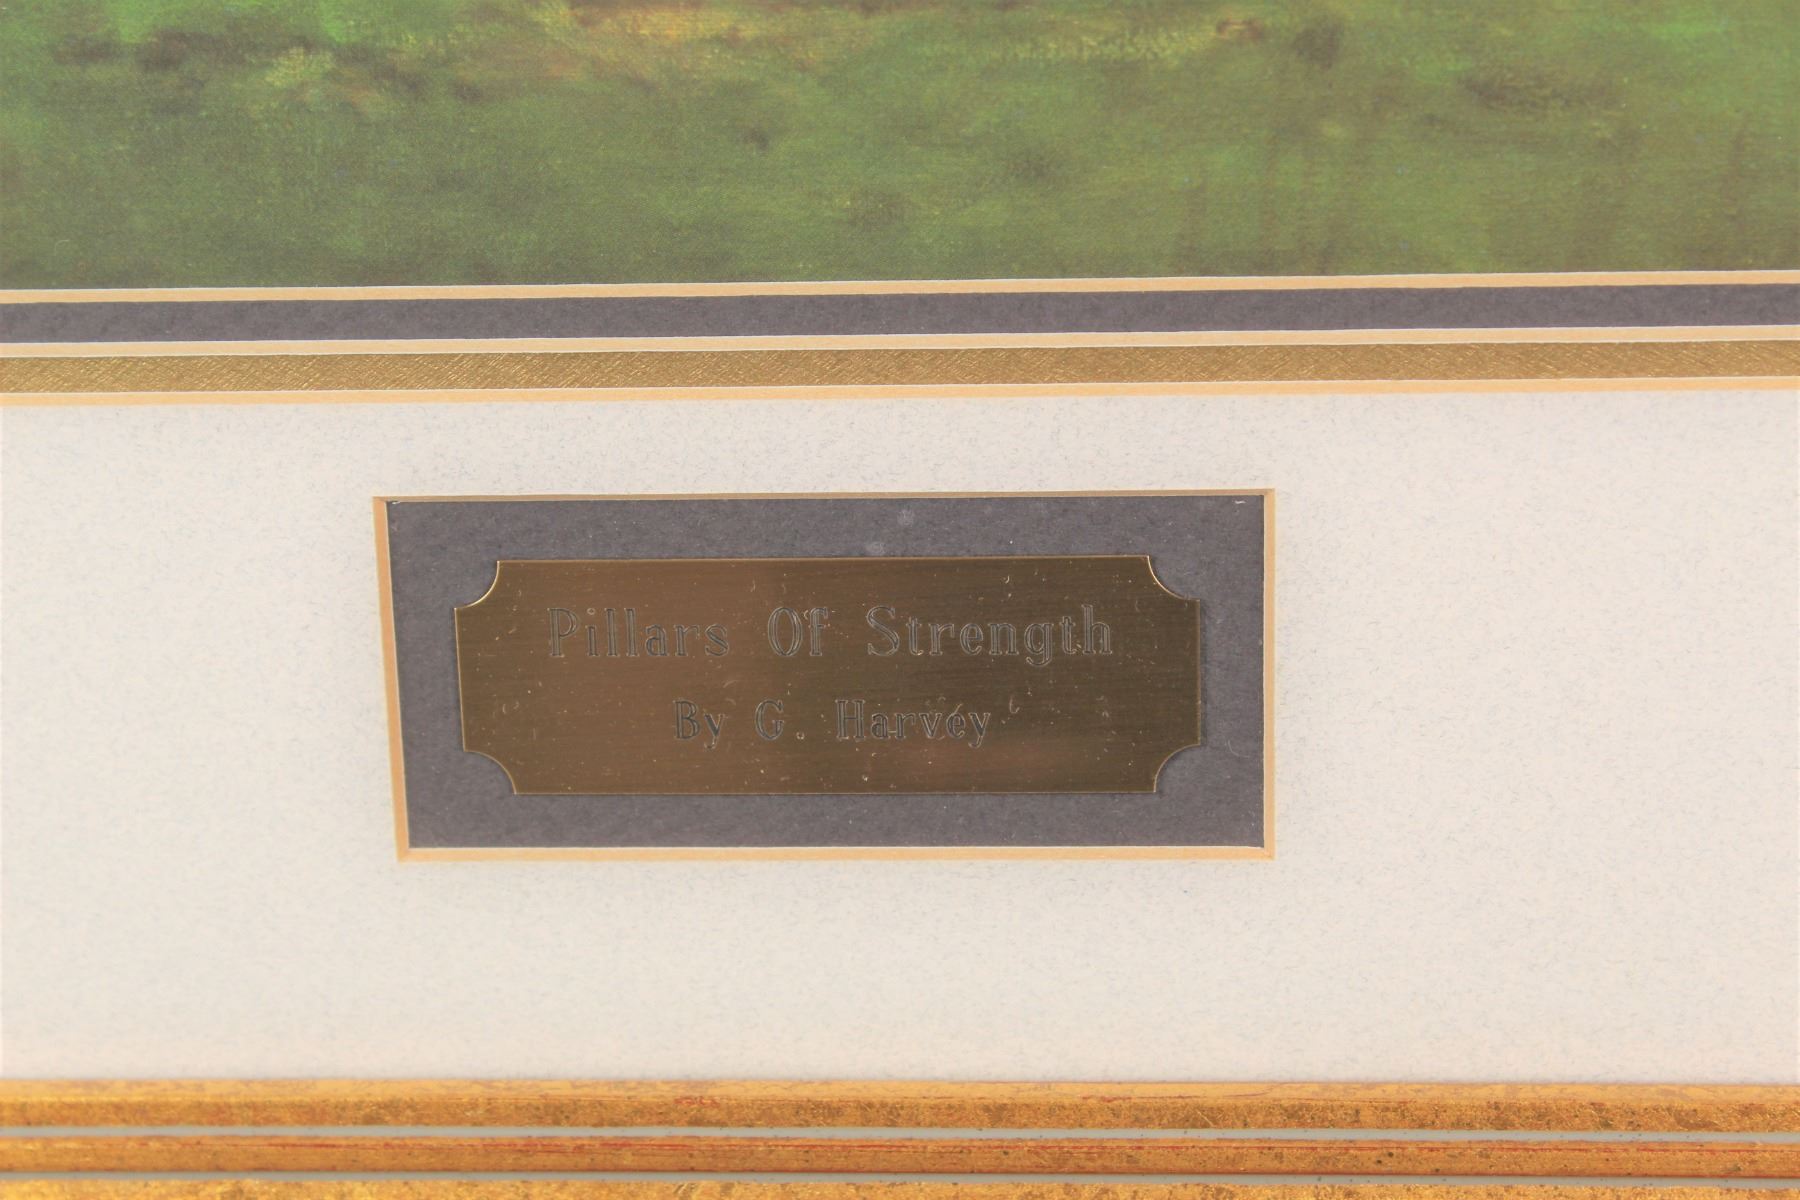 Pillars Of Strength
By G. Harvey